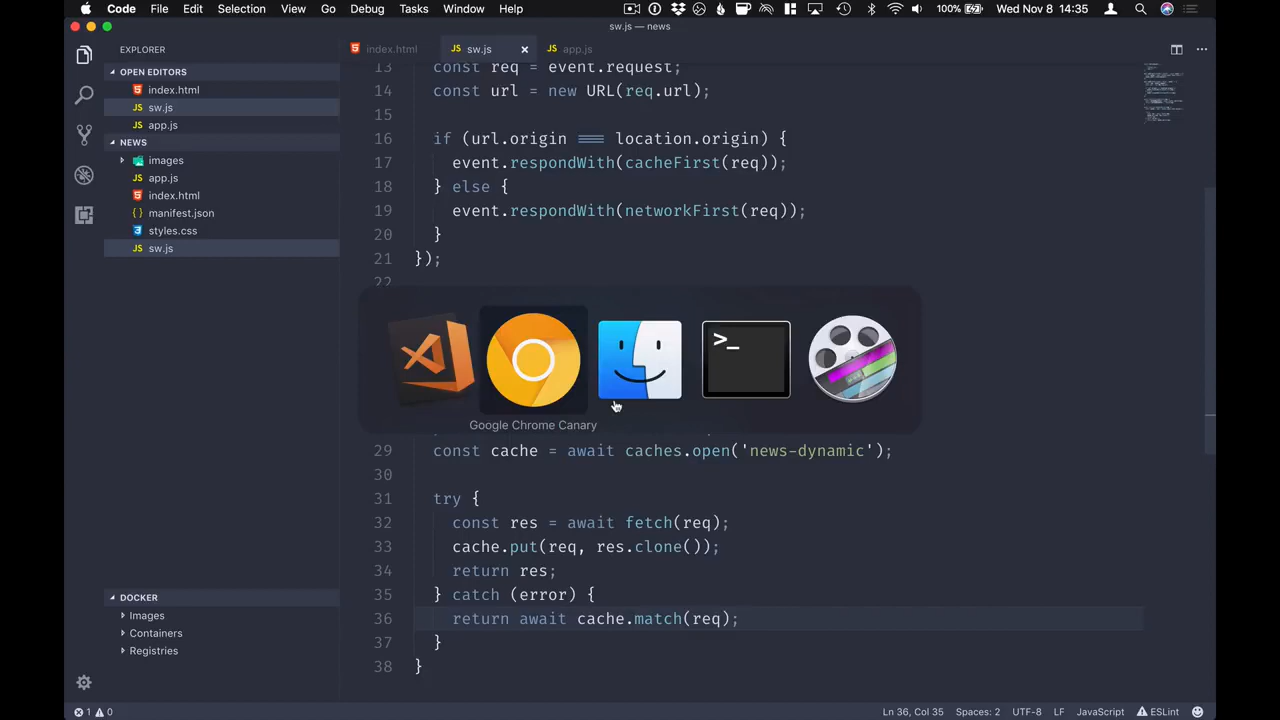 Code File Edit Selection View Go Debug Tasks Window Help 100% Wed Nov 8 14:35
sw.js — news
EXPLORER
OPEN EDITORS
index.html
sw.js
app.js
NEWS
images
app.js
index.html
manifest.json
styles.css
sw.js
DOCKER
Images
Containers
Registries
index.html
sw.js
app.js
13 const req = event.request;
14 const url = new URL(req.url);
15
16 if (url.origin === location.origin) {
17 event.respondWith(cacheFirst(req));
18 } else {
19 event.respondWith(networkFirst(req));
20 }
21 });
22
Google Chrome Canary
29 const cache = await caches.open('news-dynamic');
30
31 try {
32 const res = await fetch(req);
33 cache.put(req, res.clone());
34 return res;
35 } catch (error) {
36 return await cache.match(req);
37 }
38 }
1 0
Ln 36, Col 35 Spaces: 2 UTF-8 LF JavaScript ESLint